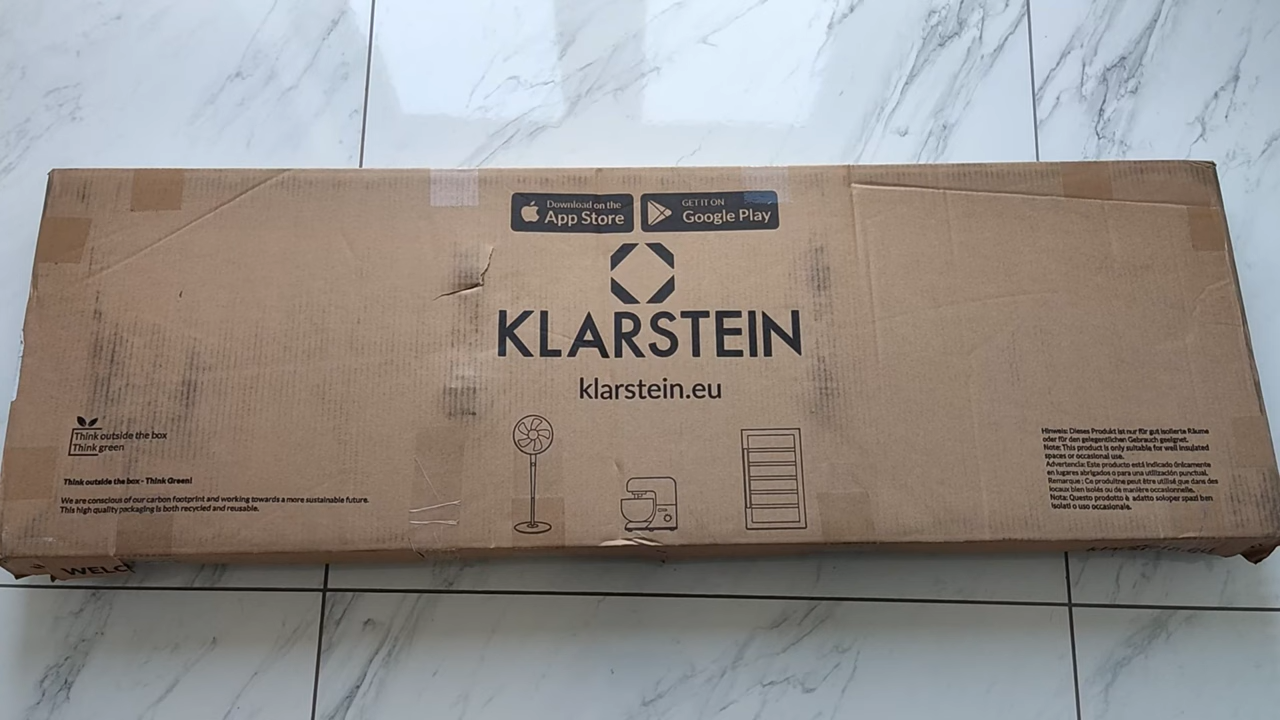 Download on the
App Store
GET IT ON
Google Play
KLARSTEIN
klarstein.eu
Think outside the box
Think green
Think outside the box - Think Green!
We are conscious of our carbon footprint and working towards a more sustainable future.
This high quality packaging is both recycled and reusable.
Hinweis: Dieses Produkt ist nur für gut isolierte Räume
oder für den gelegentlichen Gebrauch geeignet.
Note: This product is only suitable for well insulated
spaces or occasional use.
Advertencia: Este producto está indicado únicamente
en lugares abrigados o para una utilización puntual.
Remarque : Ce produit ne peut être utilisé que dans des
locaux bien isolés ou de manière occasionnelle.
Nota: Questo prodotto è adatto solo per spazi ben
isolati o uso occasionale.
WELC
klarstein.eu